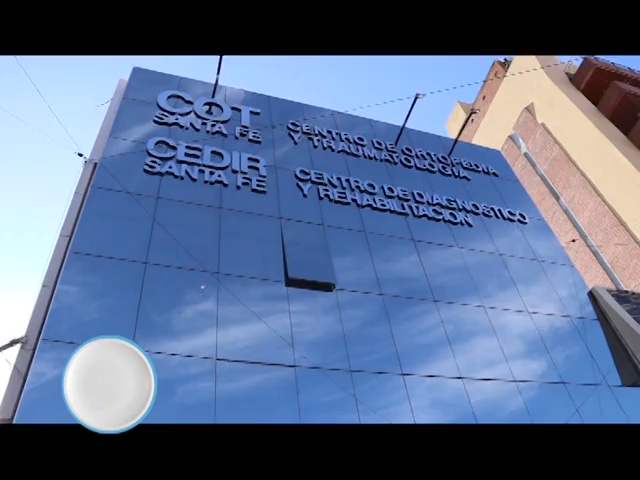 COT
SANTA FE
CENTRO DE ORTOPEDIA
Y TRAUMATOLOGIA
CEDIR
SANTA FE
CENTRO DE DIAGNOSTICO
Y REHABILITACION